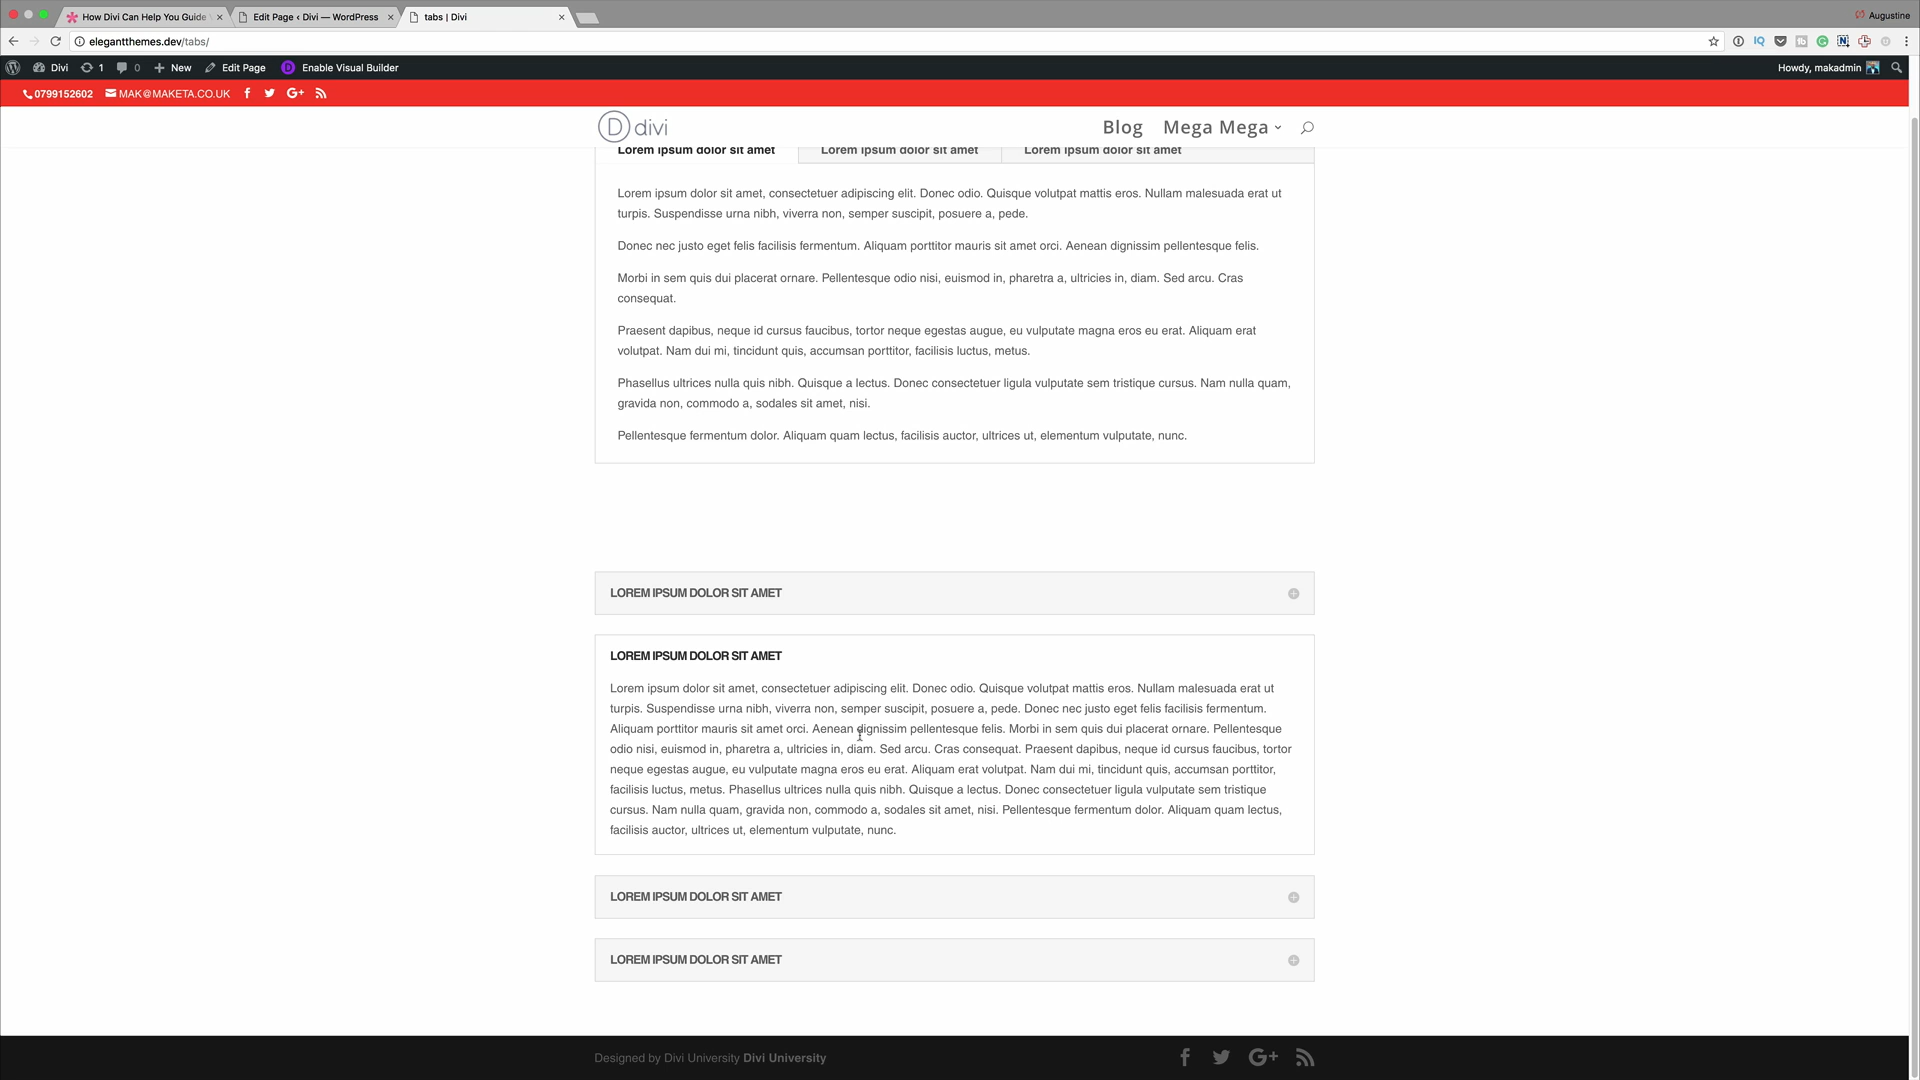 How Divi Can Help You Guide
Edit Page ‹ Divi — WordPress
tabs | Divi
Augustine
elegantthemes.dev/tabs/
Divi
1
0
New
Edit Page
Enable Visual Builder
Howdy, makadmin
0799152602
MAK@MAKETA.CO.UK
divi
Blog
Mega Mega
Lorem ipsum dolor sit amet
Lorem ipsum dolor sit amet
Lorem ipsum dolor sit amet
Lorem ipsum dolor sit amet, consectetuer adipiscing elit. Donec odio. Quisque volutpat mattis eros. Nullam malesuada erat ut
turpis. Suspendisse urna nibh, viverra non, semper suscipit, posuere a, pede.
Donec nec justo eget felis facilisis fermentum. Aliquam porttitor mauris sit amet orci. Aenean dignissim pellentesque felis.
Morbi in sem quis dui placerat ornare. Pellentesque odio nisi, euismod in, pharetra a, ultricies in, diam. Sed arcu. Cras
consequat.
Praesent dapibus, neque id cursus faucibus, tortor neque egestas augue, eu vulputate magna eros eu erat. Aliquam erat
volutpat. Nam dui mi, tincidunt quis, accumsan porttitor, facilisis luctus, metus.
Phasellus ultrices nulla quis nibh. Quisque a lectus. Donec consectetuer ligula vulputate sem tristique cursus. Nam nulla quam,
gravida non, commodo a, sodales sit amet, nisi.
Pellentesque fermentum dolor. Aliquam quam lectus, facilisis auctor, ultrices ut, elementum vulputate, nunc.
LOREM IPSUM DOLOR SIT AMET
LOREM IPSUM DOLOR SIT AMET
Lorem ipsum dolor sit amet, consectetuer adipiscing elit. Donec odio. Quisque volutpat mattis eros. Nullam malesuada erat ut
turpis. Suspendisse urna nibh, viverra non, semper suscipit, posuere a, pede. Donec nec justo eget felis facilisis fermentum.
Aliquam porttitor mauris sit amet orci. Aenean dignissim pellentesque felis. Morbi in sem quis dui placerat ornare. Pellentesque
odio nisi, euismod in, pharetra a, ultricies in, diam. Sed arcu. Cras consequat. Praesent dapibus, neque id cursus faucibus, tortor
neque egestas augue, eu vulputate magna eros eu erat. Aliquam erat volutpat. Nam dui mi, tincidunt quis, accumsan porttitor,
facilisis luctus, metus. Phasellus ultrices nulla quis nibh. Quisque a lectus. Donec consectetuer ligula vulputate sem tristique
cursus. Nam nulla quam, gravida non, commodo a, sodales sit amet, nisi. Pellentesque fermentum dolor. Aliquam quam lectus,
facilisis auctor, ultrices ut, elementum vulputate, nunc.
LOREM IPSUM DOLOR SIT AMET
LOREM IPSUM DOLOR SIT AMET
Designed by Divi University Divi University